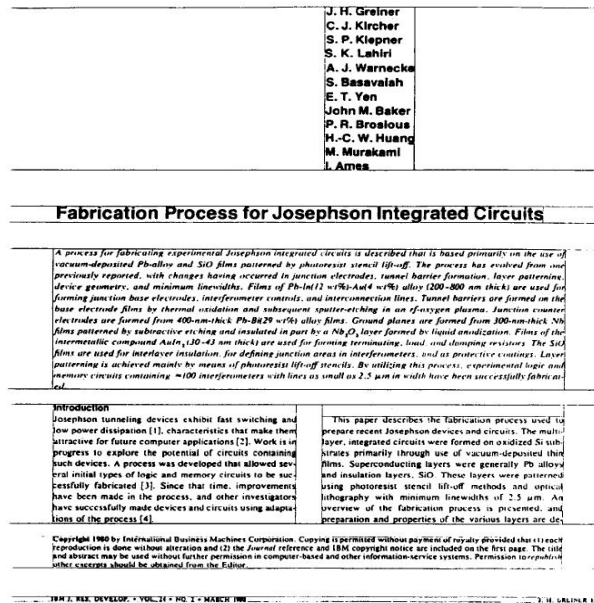 J. H. Greiner
C. J. Kircher
S. P. Klepner
S. K. Lahiri
A. J. Warnecke
S. Basavaiah
E. T. Yen
John M. Baker
P. R. Brosious
H.-C. W. Huang
M. Murakami
I. Ames
Fabrication Process for Josephson Integrated Circuits
A process for fabricating experimental Josephson integrated circuits is described that is based primarily on the use of
vacuum-deposited Pb-alloy and SiO films patterned by photoresist stencil lift-off. The process has evolved from one
previously reported, with changes having occurred in junction electrodes, tunnel barrier formation, layer patterning,
device geometry, and minimum linewidths. Films of Pb-In(12 wt%)-Au(4 wt%) alloy (200-800 nm thick) are used for
forming junction base electrodes, interferometer controls, and interconnection lines. Tunnel barriers are formed on the
base electrode films by thermal oxidation and subsequent sputter-etching in an rf-oxygen plasma. Junction counter
electrodes are formed from 400-nm-thick Pb-Bi(29 wt%) alloy films. Ground planes are formed from 300-nm-thick Nb
films patterned by subtractive etching and insulated in part by a Nb₂O₅ layer formed by liquid anodization. Films of the
intermetallic compound AuIn₂ (30-43 nm thick) are used for forming terminating, load, and damping resistors. The SiO
films are used for interlayer insulation, for defining junction areas in interferometers, and as protective coatings. Layer
patterning is achieved mainly by means of photoresist lift-off stencils. By utilizing this process, experimental logic and
memory circuits containing ≈100 interferometers with lines as small as 2.5 μm in width have been successfully fabricat-
ed.
Introduction
Josephson tunneling devices exhibit fast switching and
low power dissipation [1], characteristics that make them
attractive for future computer applications [2]. Work is in
progress to explore the potential of circuits containing
such devices. A process was developed that allowed sev-
eral initial types of logic and memory circuits to be suc-
cessfully fabricated [3]. Since that time, improvements
have been made in the process, and other investigators
have successfully made devices and circuits using adapta-
tions of the process [4].
This paper describes the fabrication process used to
prepare recent Josephson devices and circuits. The multi-
layer, integrated circuits were formed on oxidized Si sub-
strates primarily through use of vacuum-deposited thin
films. Superconducting layers were generally Pb alloys
and insulation layers, SiO. These layers were patterned
using photoresist stencil lift-off methods and optical
lithography with minimum linewidths of 2.5 μm. An
overview of the fabrication process is presented, and
preparation and properties of the various layers are de-
Copyright 1980 by International Business Machines Corporation. Copying is permitted without payment of royalty provided that (1) each
reproduction is done without alteration and (2) the Journal reference and IBM copyright notice are included on the first page. The title
and abstract may be used without further permission in computer-based and other information-service systems. Permission to republish
other excerpts should be obtained from the Editor.
IBM J. RES. DEVELOP. • VOL. 24 • NO. 2 • MARCH 1980
J. H. GREINER E